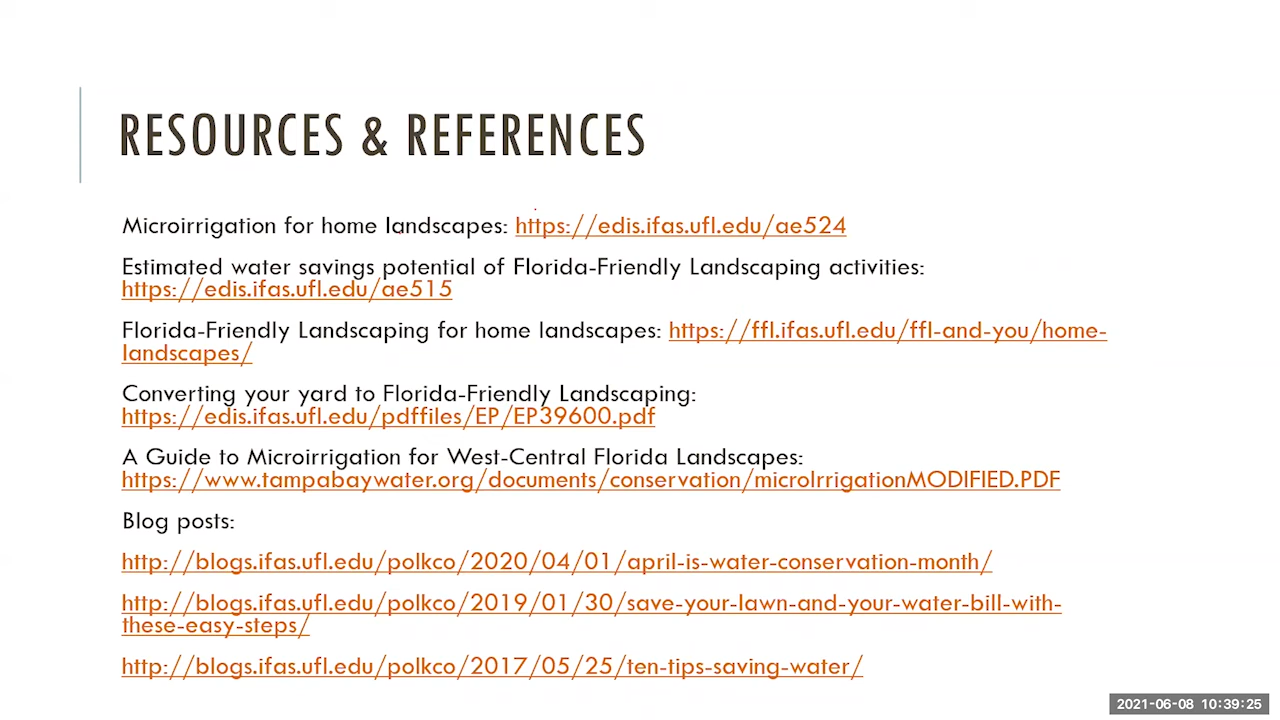 RESOURCES & REFERENCES
Microirrigation for home landscapes: https://edis.ifas.ufl.edu/ae524
Estimated water savings potential of Florida-Friendly Landscaping activities:
https://edis.ifas.ufl.edu/ae515
Florida-Friendly Landscaping for home landscapes: https://ffl.ifas.ufl.edu/ffl-and-you/home-
landscapes/
Converting your yard to Florida-Friendly Landscaping:
https://edis.ifas.ufl.edu/pdffiles/EP/EP39600.pdf
A Guide to Microirrigation for West-Central Florida Landscapes:
https://www.tampabaywater.org/documents/conservation/microIrrigationMODIFIED.PDF
Blog posts:
http://blogs.ifas.ufl.edu/polkco/2020/04/01/april-is-water-conservation-month/
http://blogs.ifas.ufl.edu/polkco/2019/01/30/save-your-lawn-and-your-water-bill-with-
these-easy-steps/
http://blogs.ifas.ufl.edu/polkco/2017/05/25/ten-tips-saving-water/
2021-06-08 10:39:25